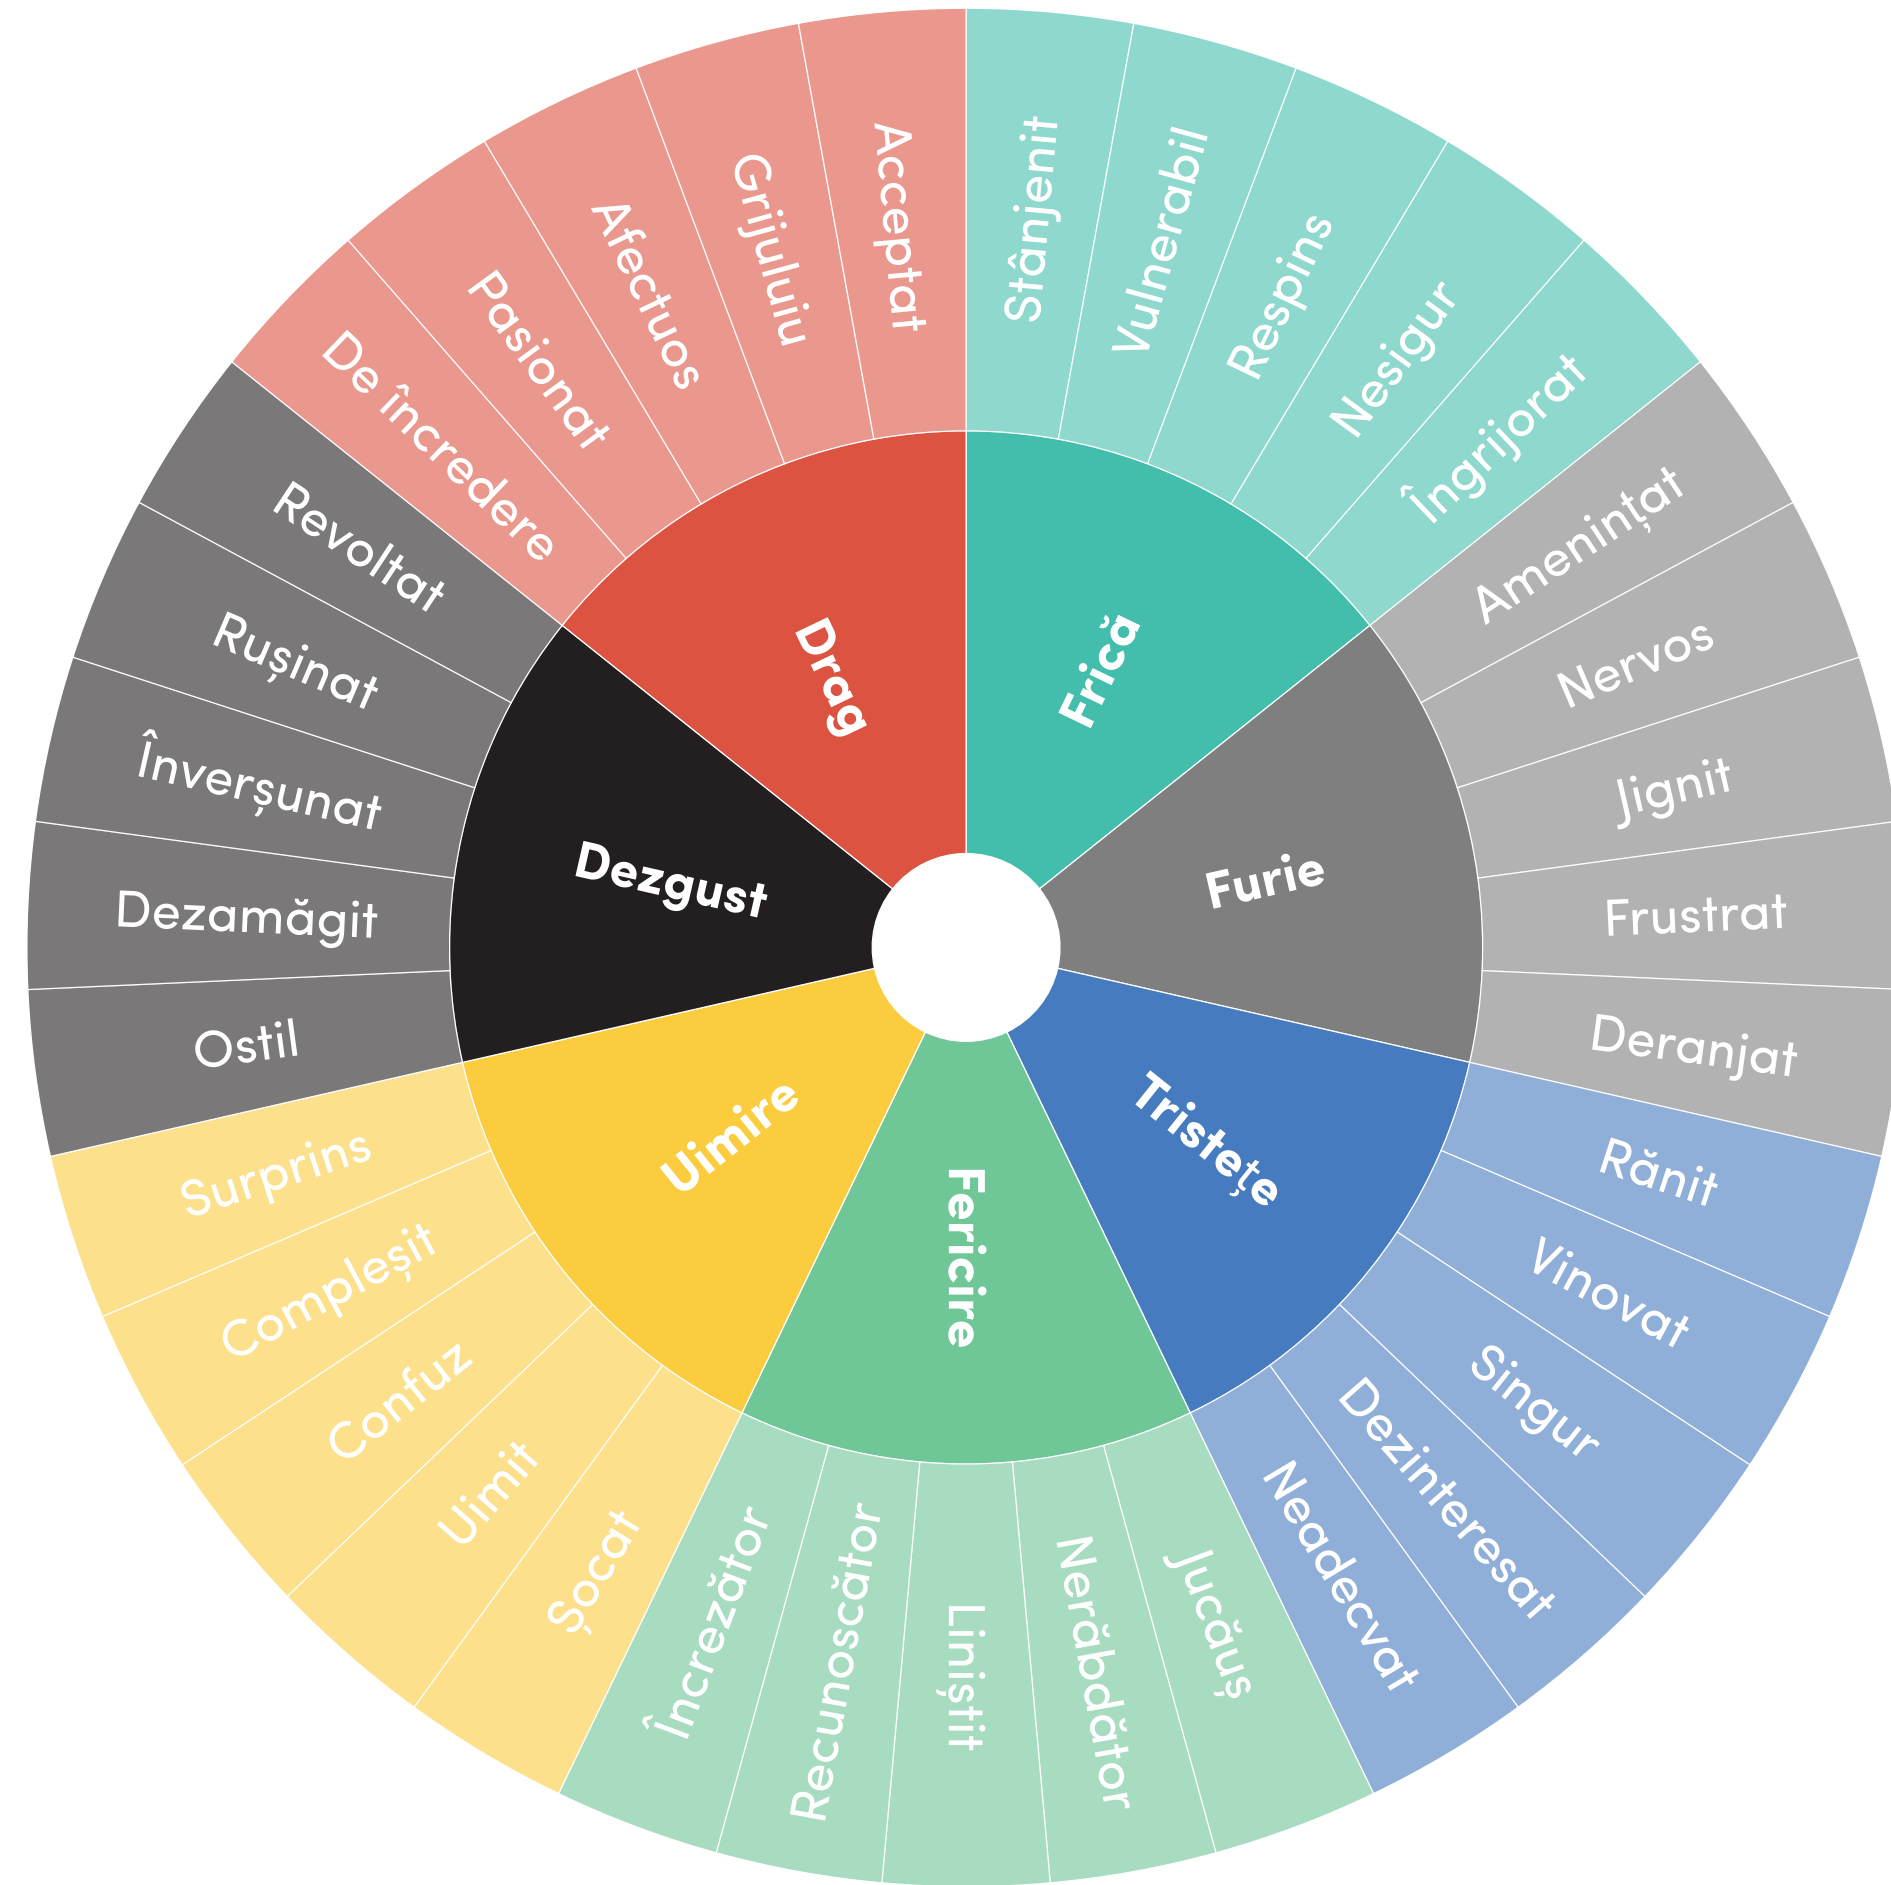 Frică
Stânjenit
Vulnerabil
Respins
Nesigur
Îngrijorat
Furie
Amenințat
Nervos
Jignit
Frustrat
Deranjat
Tristețe
Rănit
Vinovat
Singur
Dezinteresat
Neadecvat
Fericire
Jucăuș
Nerăbdător
Liniștit
Recunoscător
Încrezător
Uimire
Șocat
Uimit
Confuz
Compleșit
Surprins
Dezgust
Ostil
Dezamăgit
Înverșunat
Rușinat
Revoltat
Drag
De încredere
Pasionat
Afectuos
Grijuluiu
Acceptat